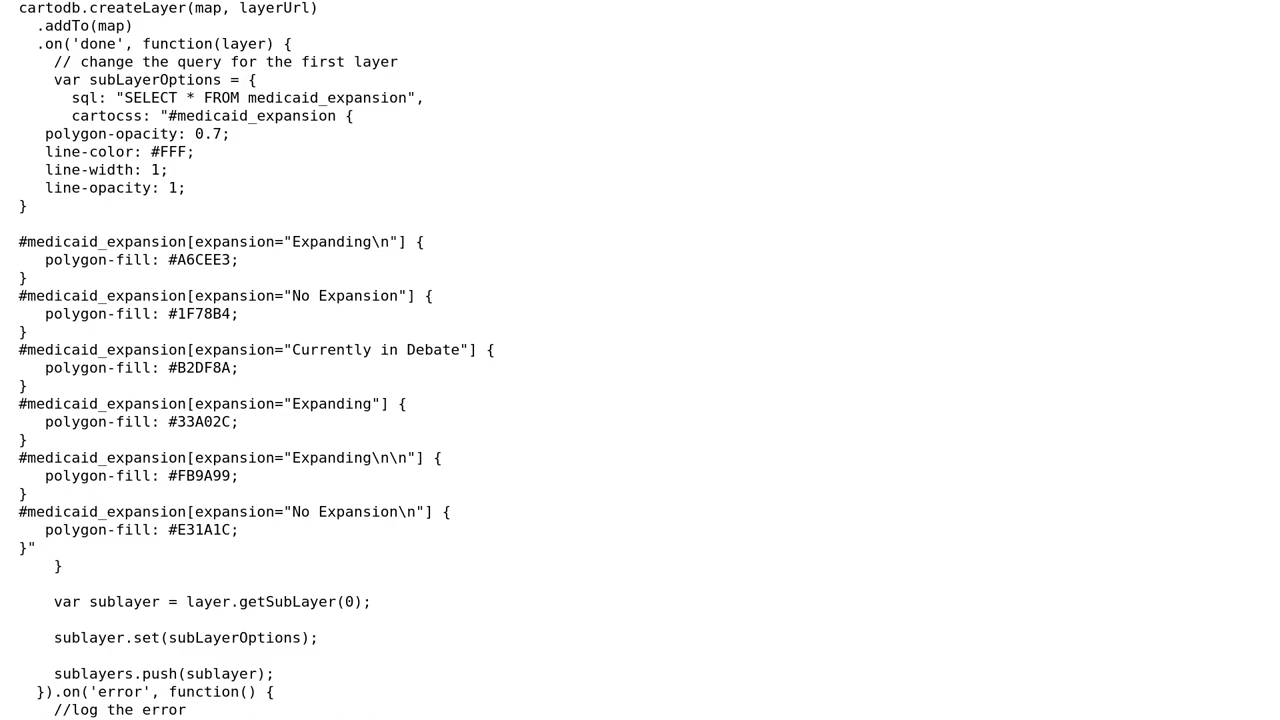 cartodb.createLayer(map, layerUrl)
  .addTo(map)
  .on('done', function(layer) {
    // change the query for the first layer
    var subLayerOptions = {
      sql: "SELECT * FROM medicaid_expansion",
      cartocss: "#medicaid_expansion {
   polygon-opacity: 0.7;
   line-color: #FFF;
   line-width: 1;
   line-opacity: 1;
}

#medicaid_expansion[expansion="Expanding\n"] {
   polygon-fill: #A6CEE3;
}
#medicaid_expansion[expansion="No Expansion"] {
   polygon-fill: #1F78B4;
}
#medicaid_expansion[expansion="Currently in Debate"] {
   polygon-fill: #B2DF8A;
}
#medicaid_expansion[expansion="Expanding"] {
   polygon-fill: #33A02C;
}
#medicaid_expansion[expansion="Expanding\n\n"] {
   polygon-fill: #FB9A99;
}
#medicaid_expansion[expansion="No Expansion\n"] {
   polygon-fill: #E31A1C;
}"
    }

    var sublayer = layer.getSubLayer(0);

    sublayer.set(subLayerOptions);

    sublayers.push(sublayer);
  }).on('error', function() {
    //log the error